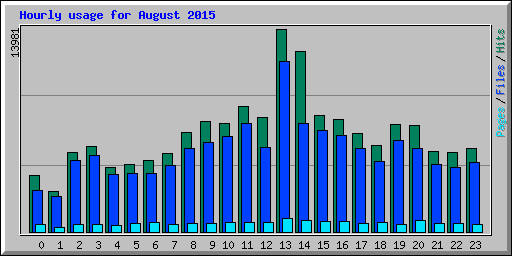 Hourly usage for August 2015
13981
Pages / Files / Hits
0 1 2 3 4 5 6 7 8 9 10 11 12 13 14 15 16 17 18 19 20 21 22 23